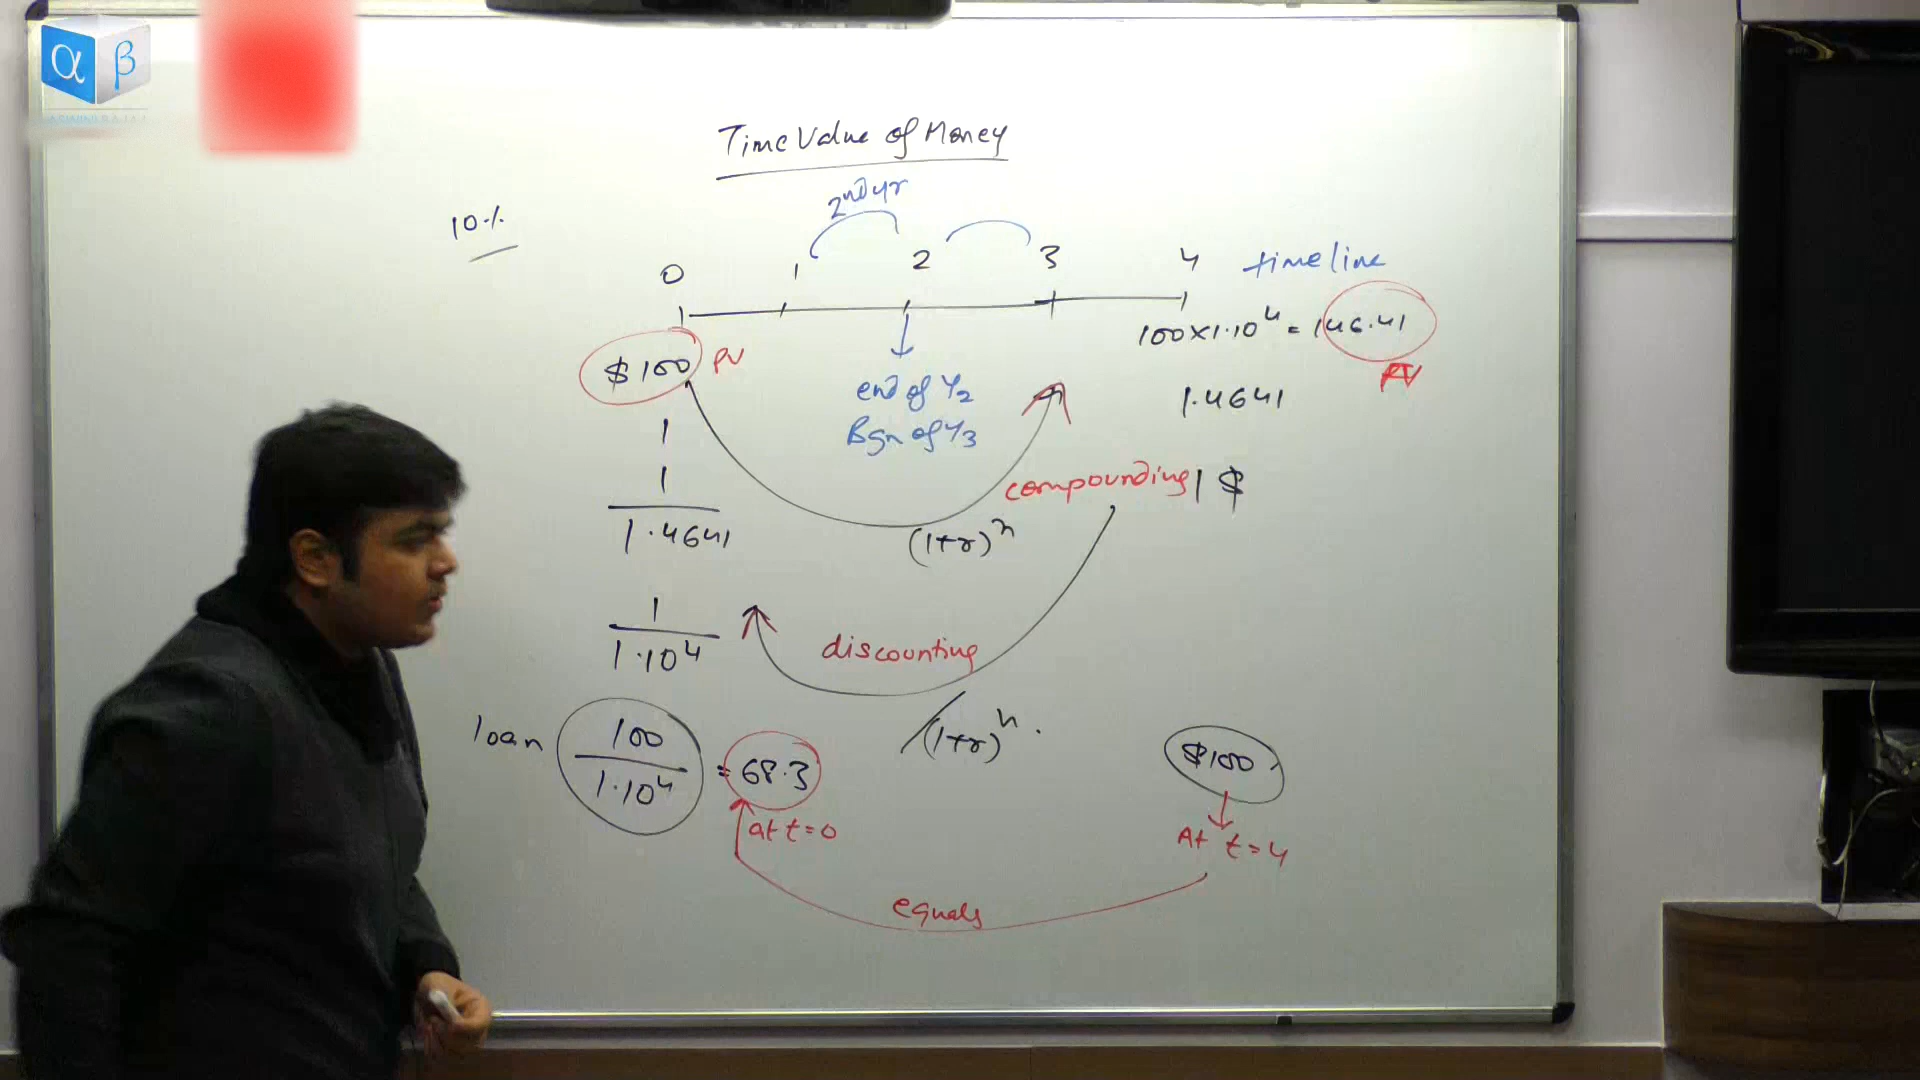 α β
Time Value of Money
2nd yr
10%
0 1 2 3 4 timeline
$100 PV
100×1.10^4 = 146.41
FV
end of Y2
Bgn of Y3
1.4641
1
1
1.4641
compounding 1 $
(1+r)^n
1
1.10^4
discounting
/(1+r)^n
loan 100
1.10^4
= 68.3
at t=0
$100
At t=4
equals